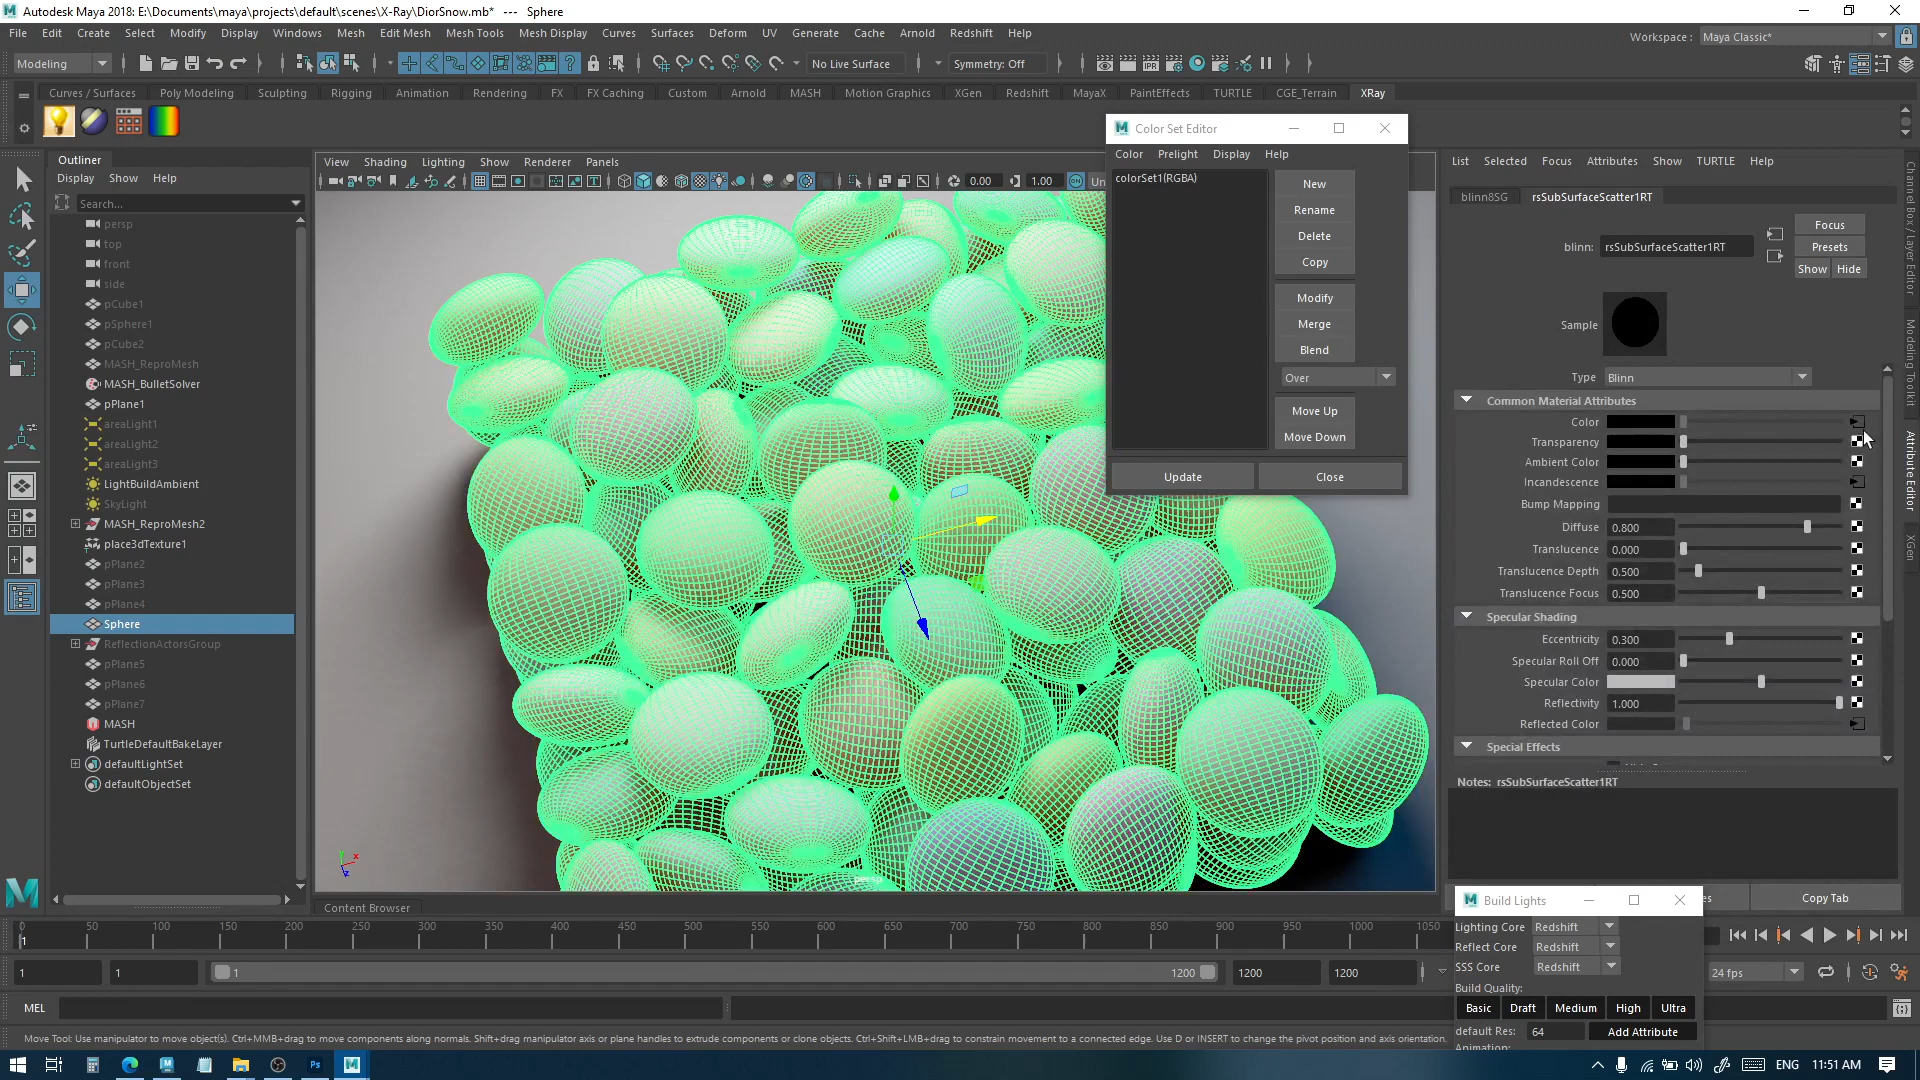 Autodesk Maya 2018: E:\Documents\maya\projects\default\scenes\X-Ray\DiorSnow.mb*   ---   Sphere
File Edit Create Select Modify Display Windows Mesh Edit Mesh Mesh Tools Mesh Display Curves Surfaces Deform UV Generate Cache Arnold Redshift Help
Workspace : Maya Classic*
Modeling
No Live Surface
Symmetry: Off
Curves / Surfaces Poly Modeling Sculpting Rigging Animation Rendering FX FX Caching Custom Arnold MASH Motion Graphics XGen Redshift MayaX PaintEffects TURTLE CGE_Terrain XRay
Outliner
Display Show Help
Search...
persp
top
front
side
pCube1
pSphere1
pCube2
MASH_ReproMesh
MASH_BulletSolver
pPlane1
areaLight1
areaLight2
areaLight3
LightBuildAmbient
SkyLight
MASH_ReproMesh2
place3dTexture1
pPlane2
pPlane3
pPlane4
Sphere
ReflectionActorsGroup
pPlane5
pPlane6
pPlane7
MASH
TurtleDefaultBakeLayer
defaultLightSet
defaultObjectSet
View Shading Lighting Show Renderer Panels
0.00 1.00 Un
persp
Content Browser
Color Set Editor
Color Prelight Display Help
colorSet1(RGBA)
New
Rename
Delete
Copy
Modify
Merge
Blend
Over
Move Up
Move Down
Update Close
List Selected Focus Attributes Show TURTLE Help
blinn8SG rsSubSurfaceScatter1RT
blinn: rsSubSurfaceScatter1RT
Focus
Presets
Show Hide
Sample
Type Blinn
Common Material Attributes
Color
Transparency
Ambient Color
Incandescence
Bump Mapping
Diffuse 0.800
Translucence 0.000
Translucence Depth 0.500
Translucence Focus 0.500
Specular Shading
Eccentricity 0.300
Specular Roll Off 0.000
Specular Color
Reflectivity 1.000
Reflected Color
Special Effects
Notes: rsSubSurfaceScatter1RT
Copy Tab
Channel Box / Layer Editor
Modeling Toolkit
Attribute Editor
XGen
Build Lights
Lighting Core Redshift
Reflect Core Redshift
SSS Core Redshift
Build Quality:
Basic Draft Medium High Ultra
default Res: 64 Add Attribute
Animation:
0 50 100 150 200 250 300 350 400 450 500 550 600 650 700 750 800 850 900 950 1000 1050
1
1 1 1 1200 1200 1200
24 fps
MEL
Move Tool: Use manipulator to move object(s). Ctrl+MMB+drag to move components along normals. Shift+drag manipulator axis or plane handles to extrude components or clone objects. Ctrl+Shift+LMB+drag to constrain movement to a connected edge. Use D or INSERT to change the pivot position and axis orientation.
ENG 11:51 AM